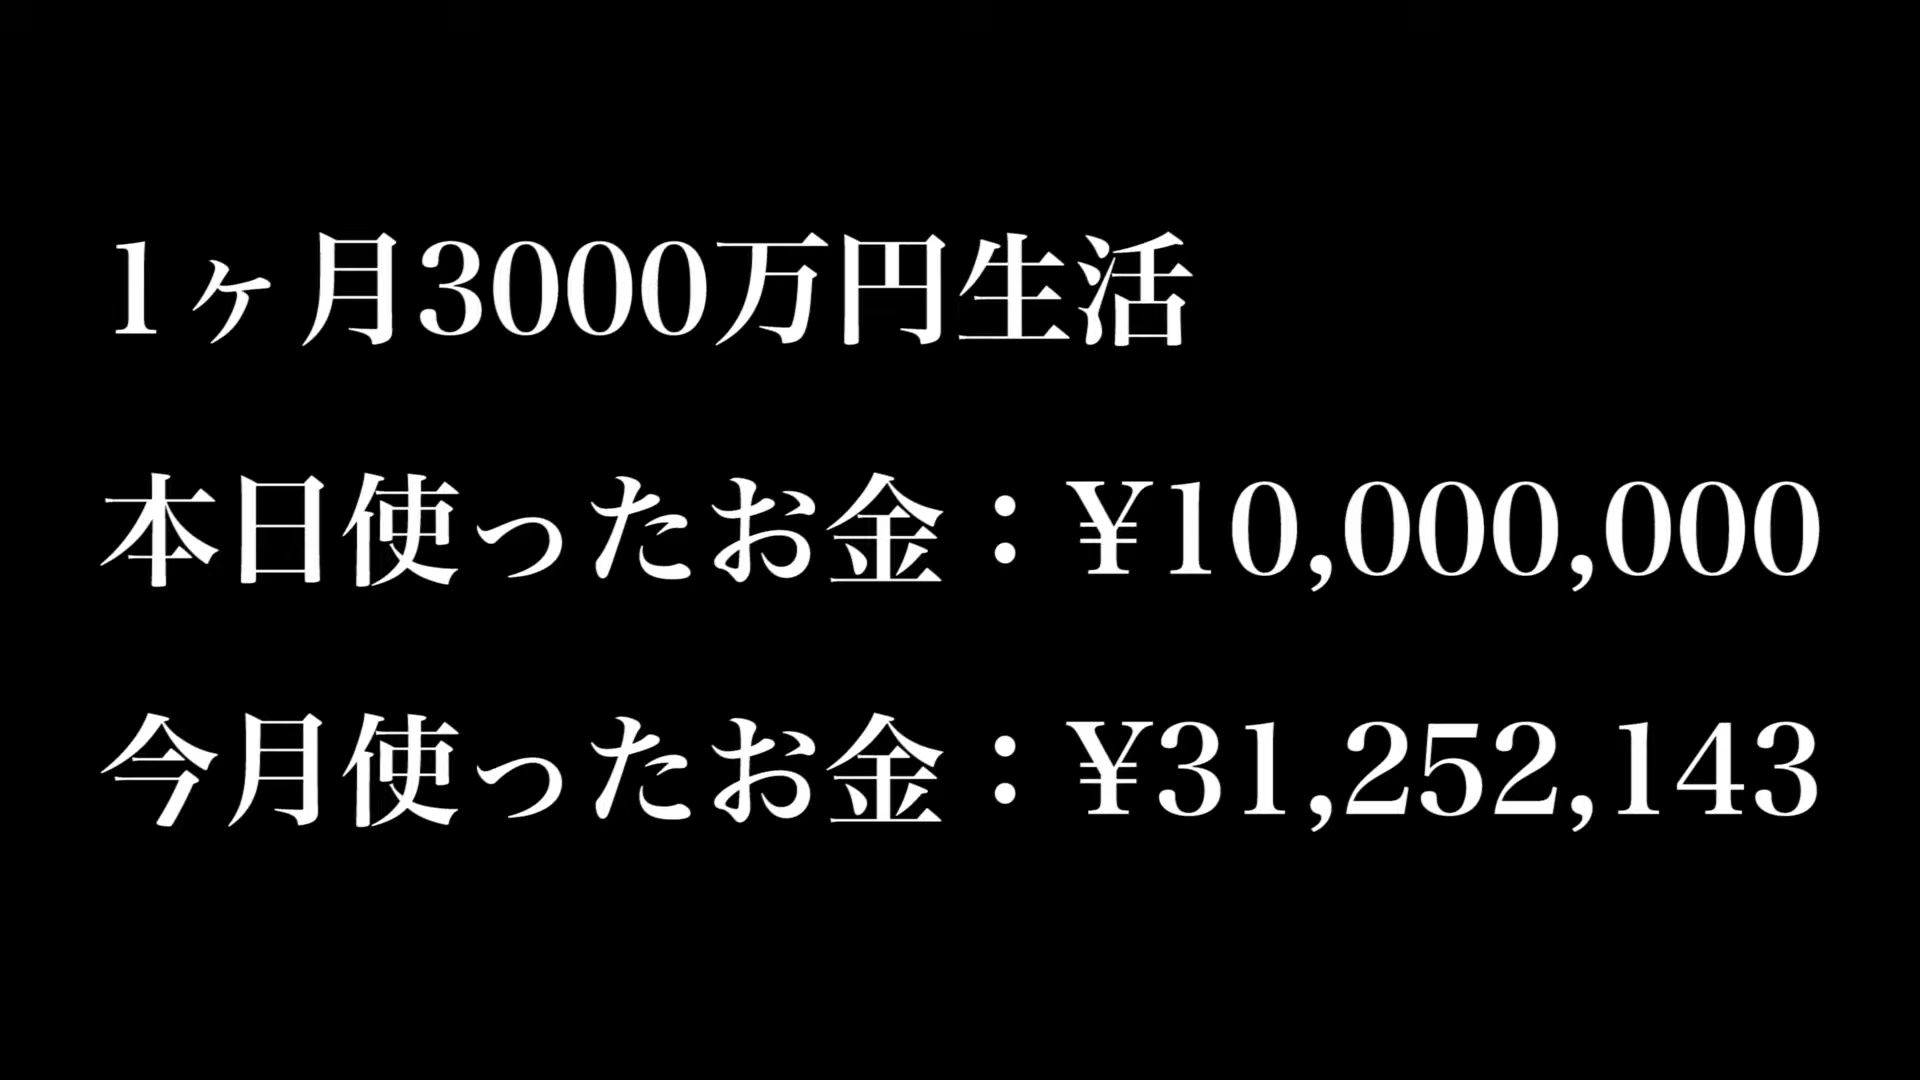 1ヶ月3000万円生活
本日使ったお金：¥10,000,000
今月使ったお金：¥31,252,143